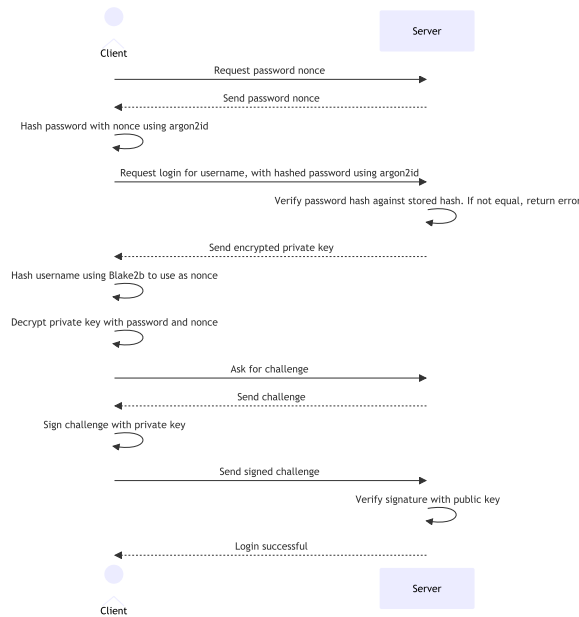 Client
Server
Request password nonce
Send password nonce
Hash password with nonce using argon2id
Request login for username, with hashed password using argon2id
Verify password hash against stored hash. If not equal, return error
Send encrypted private key
Hash username using Blake2b to use as nonce
Decrypt private key with password and nonce
Ask for challenge
Send challenge
Sign challenge with private key
Send signed challenge
Verify signature with public key
Login successful
Client
Server